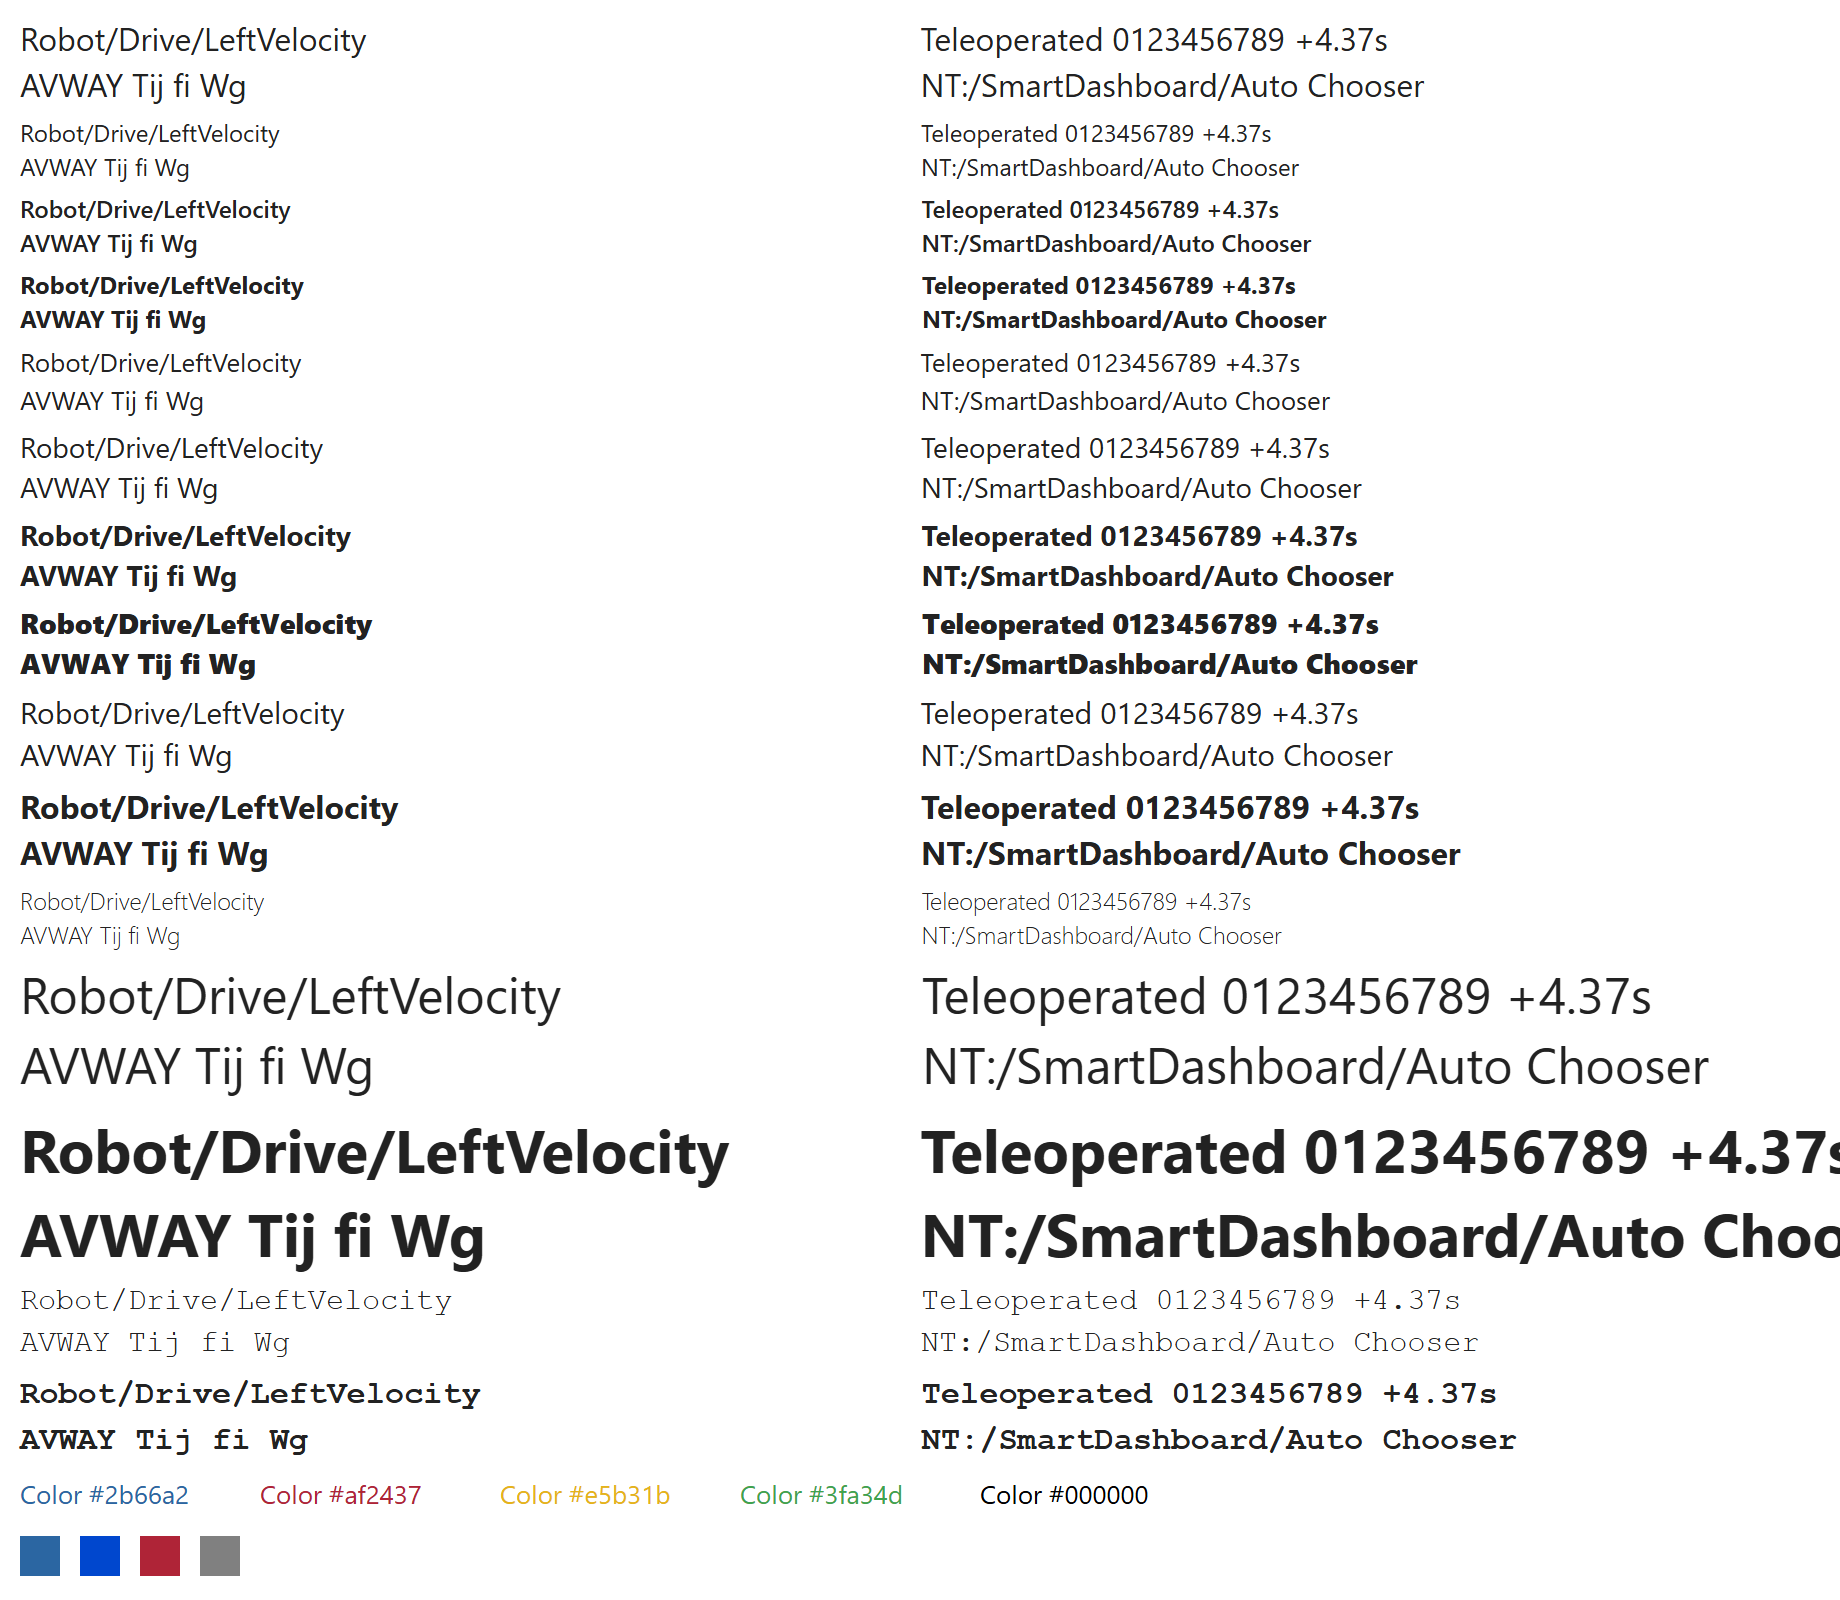 Robot/Drive/LeftVelocity Teleoperated 0123456789 +4.37s
AVWAY Tij fi Wg NT:/SmartDashboard/Auto Chooser
Robot/Drive/LeftVelocity Teleoperated 0123456789 +4.37s
AVWAY Tij fi Wg NT:/SmartDashboard/Auto Chooser
Robot/Drive/LeftVelocity Teleoperated 0123456789 +4.37s
AVWAY Tij fi Wg NT:/SmartDashboard/Auto Chooser
Robot/Drive/LeftVelocity Teleoperated 0123456789 +4.37s
AVWAY Tij fi Wg NT:/SmartDashboard/Auto Chooser
Robot/Drive/LeftVelocity Teleoperated 0123456789 +4.37s
AVWAY Tij fi Wg NT:/SmartDashboard/Auto Chooser
Robot/Drive/LeftVelocity Teleoperated 0123456789 +4.37s
AVWAY Tij fi Wg NT:/SmartDashboard/Auto Chooser
Robot/Drive/LeftVelocity Teleoperated 0123456789 +4.37s
AVWAY Tij fi Wg NT:/SmartDashboard/Auto Chooser
Robot/Drive/LeftVelocity Teleoperated 0123456789 +4.37s
AVWAY Tij fi Wg NT:/SmartDashboard/Auto Chooser
Robot/Drive/LeftVelocity Teleoperated 0123456789 +4.37s
AVWAY Tij fi Wg NT:/SmartDashboard/Auto Chooser
Robot/Drive/LeftVelocity Teleoperated 0123456789 +4.37s
AVWAY Tij fi Wg NT:/SmartDashboard/Auto Chooser
Robot/Drive/LeftVelocity Teleoperated 0123456789 +4.37s
AVWAY Tij fi Wg NT:/SmartDashboard/Auto Chooser
Robot/Drive/LeftVelocity Teleoperated 0123456789 +4.37s
AVWAY Tij fi Wg NT:/SmartDashboard/Auto Chooser
Robot/Drive/LeftVelocity Teleoperated 0123456789 +4.37s
AVWAY Tij fi Wg NT:/SmartDashboard/Auto Choo
Robot/Drive/LeftVelocity Teleoperated 0123456789 +4.37s
AVWAY Tij fi Wg NT:/SmartDashboard/Auto Chooser
Robot/Drive/LeftVelocity Teleoperated 0123456789 +4.37s
AVWAY Tij fi Wg NT:/SmartDashboard/Auto Chooser
Color #2b66a2 Color #af2437 Color #e5b31b Color #3fa34d Color #000000